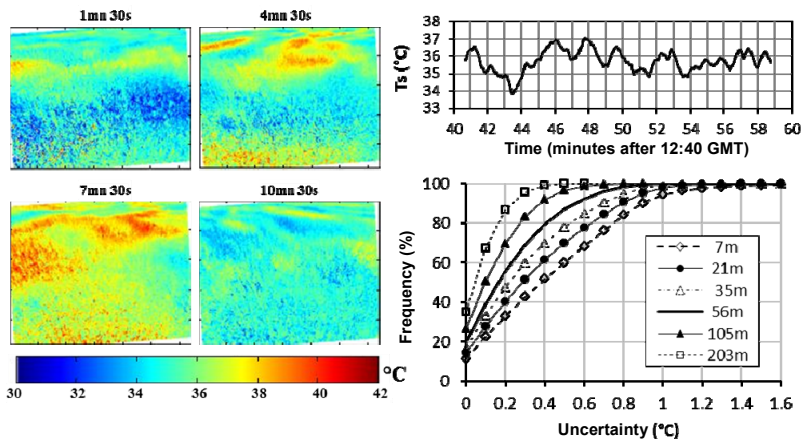 1mn 30s
4mn 30s
7mn 30s
10mn 30s
30 32 34 36 38 40 42
°C
Ts (°C)
37
36
35
34
33
40 42 44 46 48 50 52 54 56 58 60
Time (minutes after 12:40 GMT)
Frequency (%)
100
80
60
40
20
0
7m
21m
35m
56m
105m
203m
0 0.2 0.4 0.6 0.8 1.0 1.2 1.4 1.6
Uncertainty (°C)